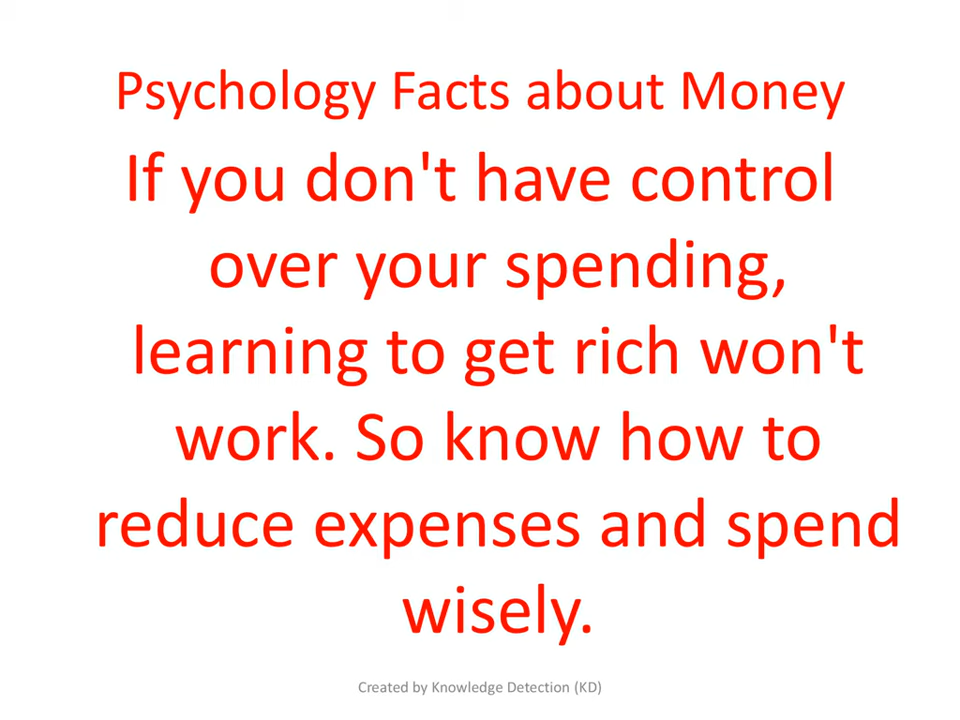 Psychology Facts about Money
If you don't have control
over your spending,
learning to get rich won't
work. So know how to
reduce expenses and spend
wisely.
Created by Knowledge Detection (KD)